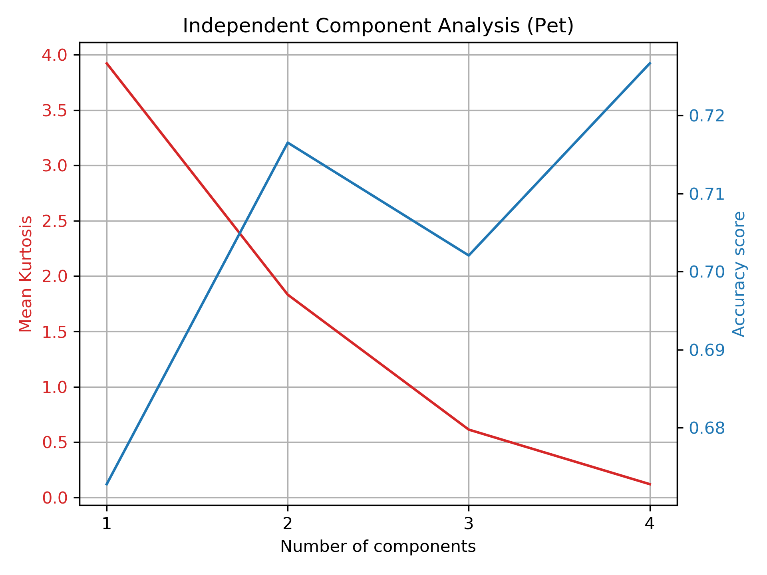 Independent Component Analysis (Pet)
4.0
3.5
3.0
2.5
2.0
1.5
1.0
0.5
0.0
Mean Kurtosis
0.72
0.71
0.70
0.69
0.68
Accuracy score
1 2 3 4
Number of components